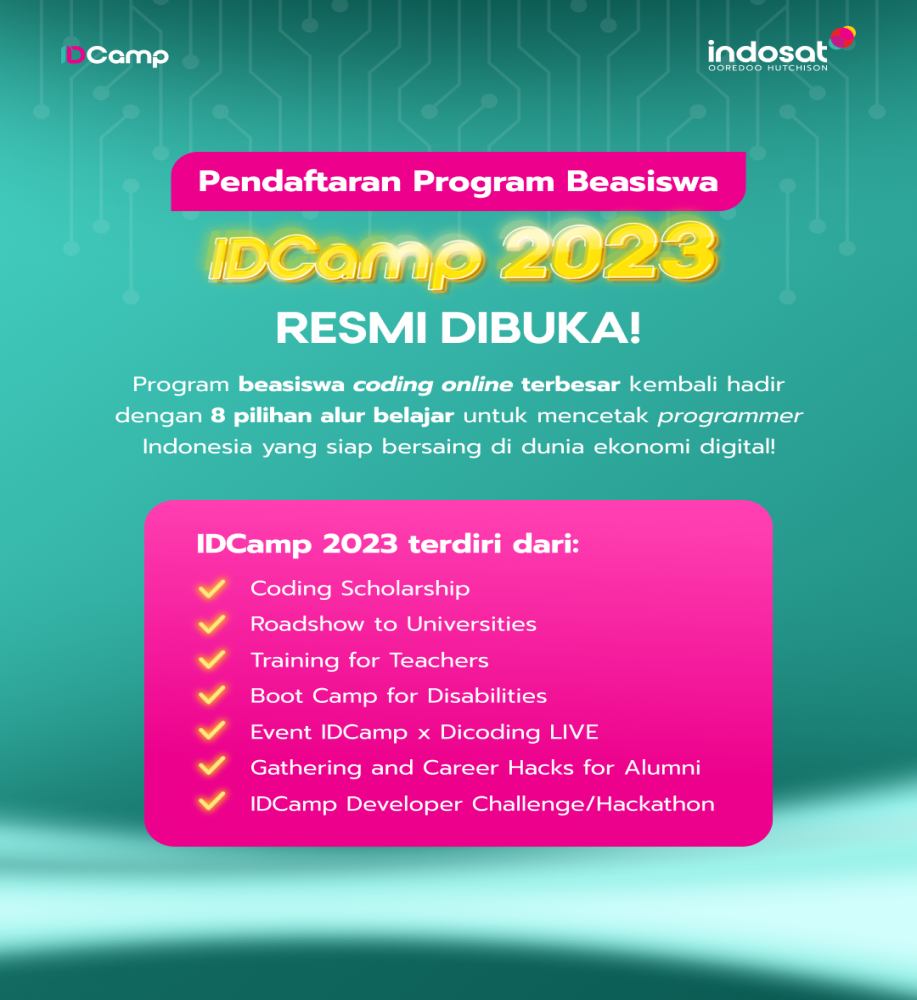 IDCamp
indosat
OOREDOO HUTCHISON
Pendaftaran Program Beasiswa
IDCamp 2023
RESMI DIBUKA!
Program beasiswa coding online terbesar kembali hadir
dengan 8 pilihan alur belajar untuk mencetak programmer
Indonesia yang siap bersaing di dunia ekonomi digital!
IDCamp 2023 terdiri dari:
Coding Scholarship
Roadshow to Universities
Training for Teachers
Boot Camp for Disabilities
Event IDCamp x Dicoding LIVE
Gathering and Career Hacks for Alumni
IDCamp Developer Challenge/Hackathon